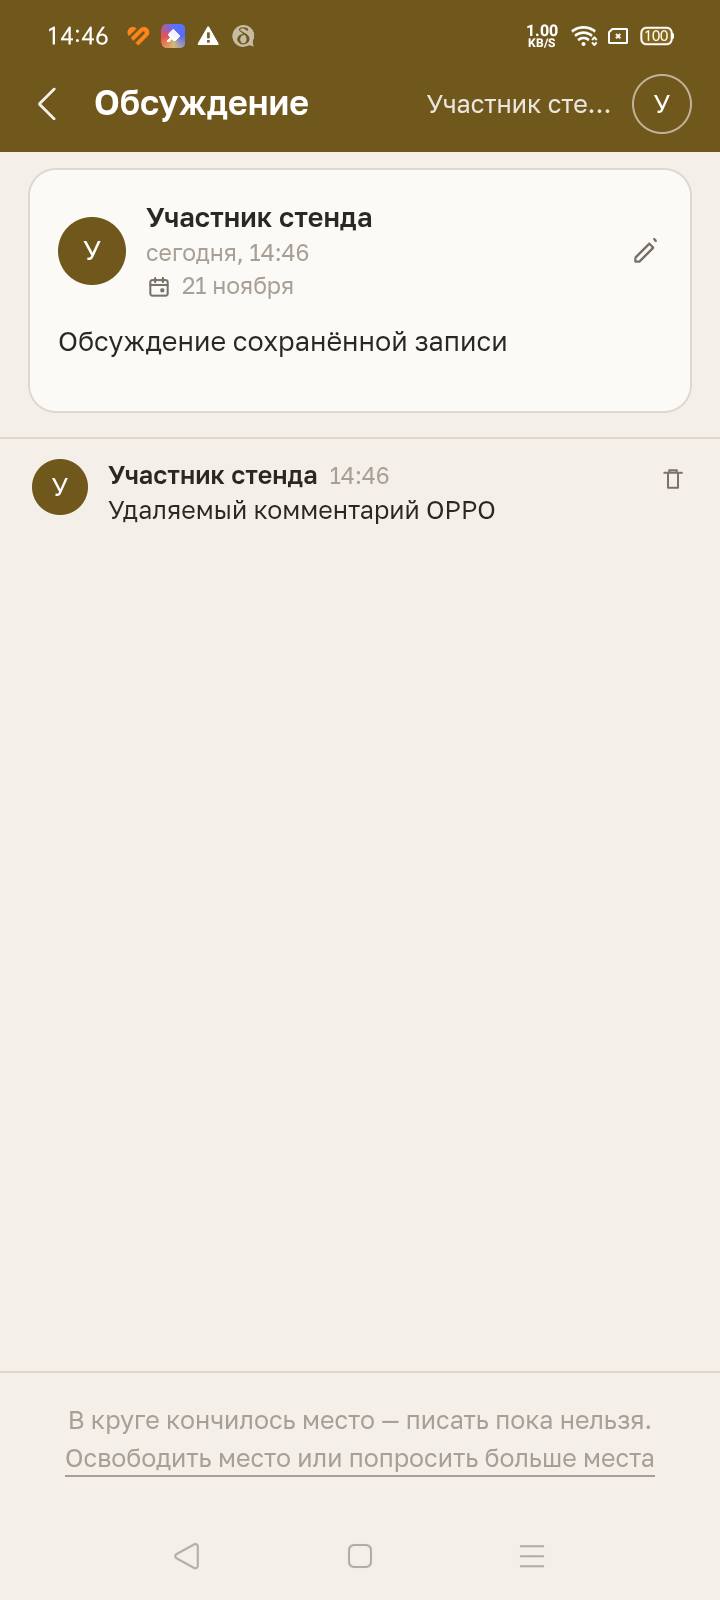 14:46
1.00
KB/S
100
Обсуждение
Участник сте...
У
У
Участник стенда
сегодня, 14:46
21 ноября
Обсуждение сохранённой записи
У
Участник стенда 14:46
Удаляемый комментарий OPPO
В круге кончилось место — писать пока нельзя.
Освободить место или попросить больше места